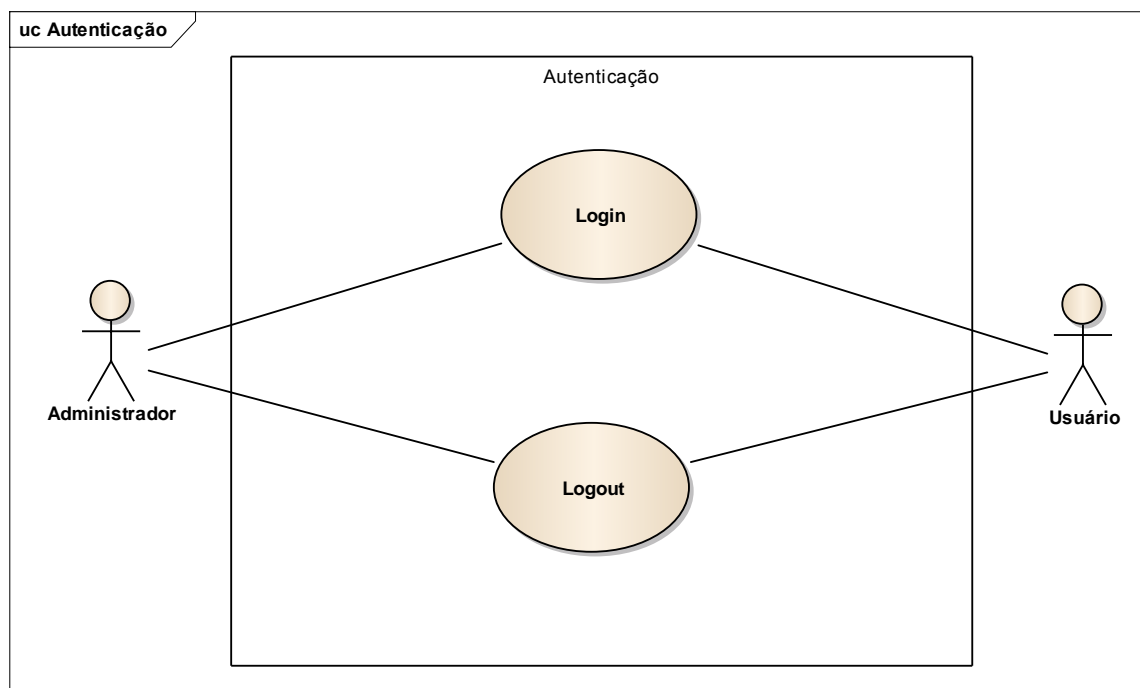 uc Autenticação
Autenticação
Login
Administrador
Usuário
Logout